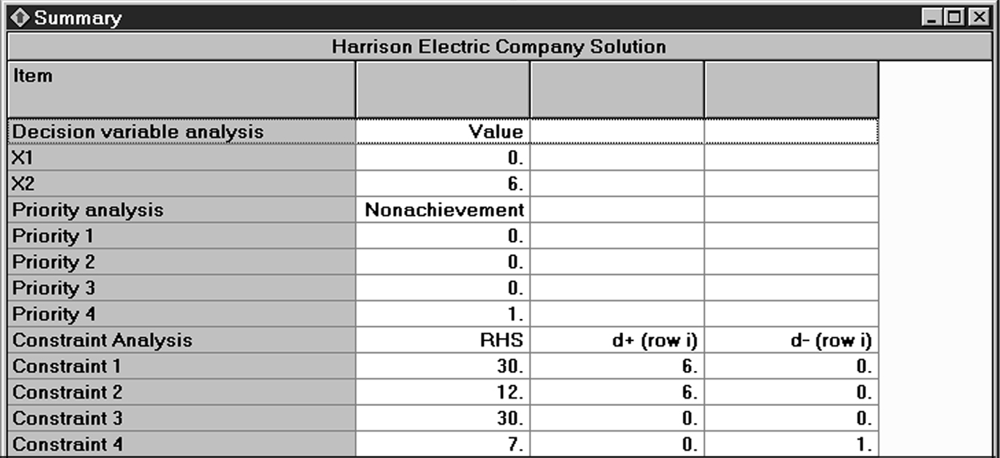 Summary
Harrison Electric Company Solution
Item
Decision variable analysis Value
X1 0.
X2 6.
Priority analysis Nonachievement
Priority 1 0.
Priority 2 0.
Priority 3 0.
Priority 4 1.
Constraint Analysis RHS d+ (row i) d- (row i)
Constraint 1 30. 6. 0.
Constraint 2 12. 6. 0.
Constraint 3 30. 0. 0.
Constraint 4 7. 0. 1.